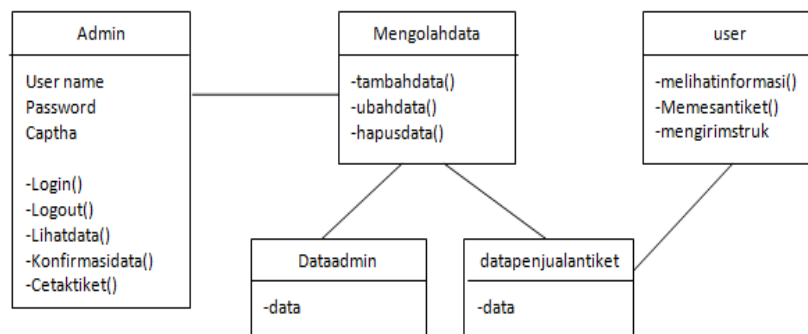 Admin
User name
Password
Captha
-Login()
-Logout()
-Lihatdata()
-Konfirmasidata()
-Cetaktiket()
Mengolahdata
-tambahdata()
-ubahdata()
-hapusdata()
user
-melihatinformasi()
-Memesantiket()
-mengirimstruk
Dataadmin
-data
datapenjualantiket
-data